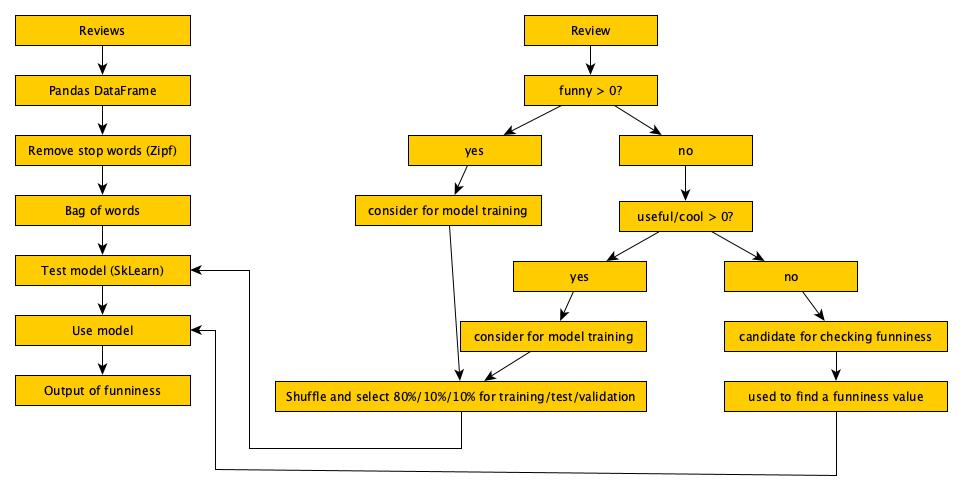 Reviews
Pandas DataFrame
Remove stop words (Zipf)
Bag of words
Test model (SkLearn)
Use model
Output of funniness
Review
funny > 0?
yes
no
consider for model training
useful/cool > 0?
yes
no
consider for model training
candidate for checking funniness
Shuffle and select 80%/10%/10% for training/test/validation
used to find a funniness value